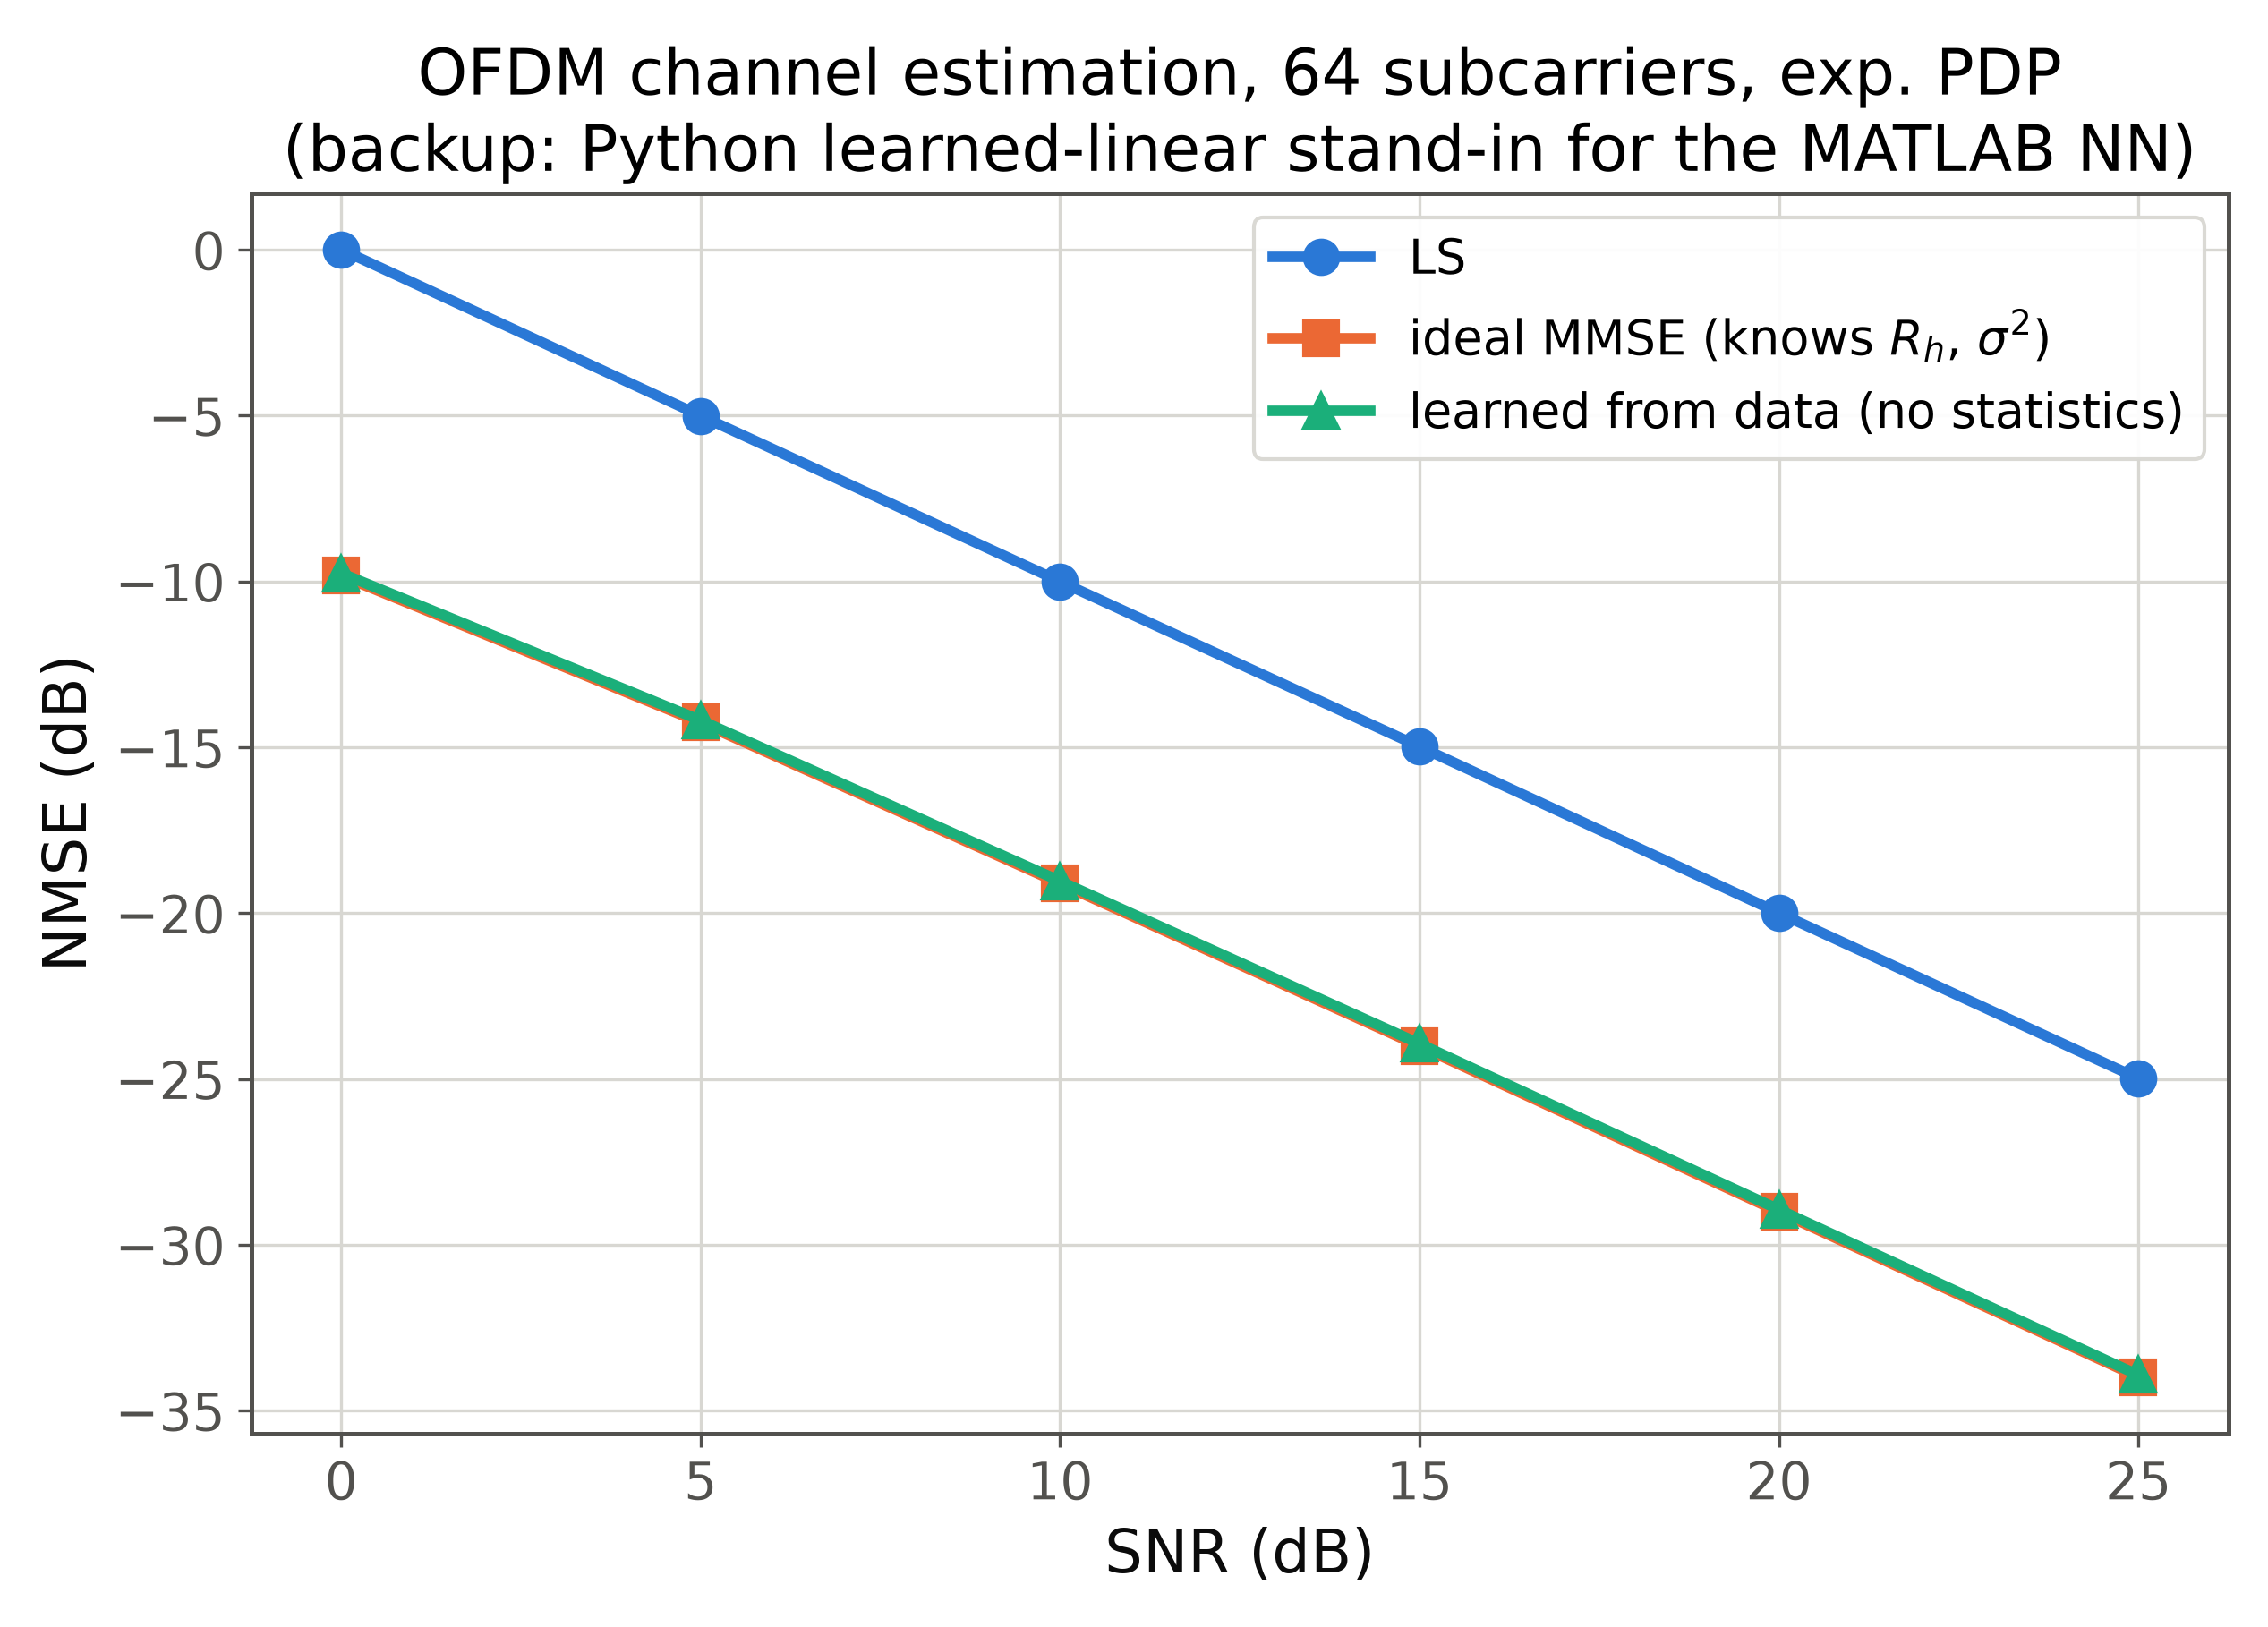 OFDM channel estimation, 64 subcarriers, exp. PDP
(backup: Python learned-linear stand-in for the MATLAB NN)
LS
ideal MMSE (knows R_h, σ²)
learned from data (no statistics)
NMSE (dB)
0
−5
−10
−15
−20
−25
−30
−35
0 5 10 15 20 25
SNR (dB)